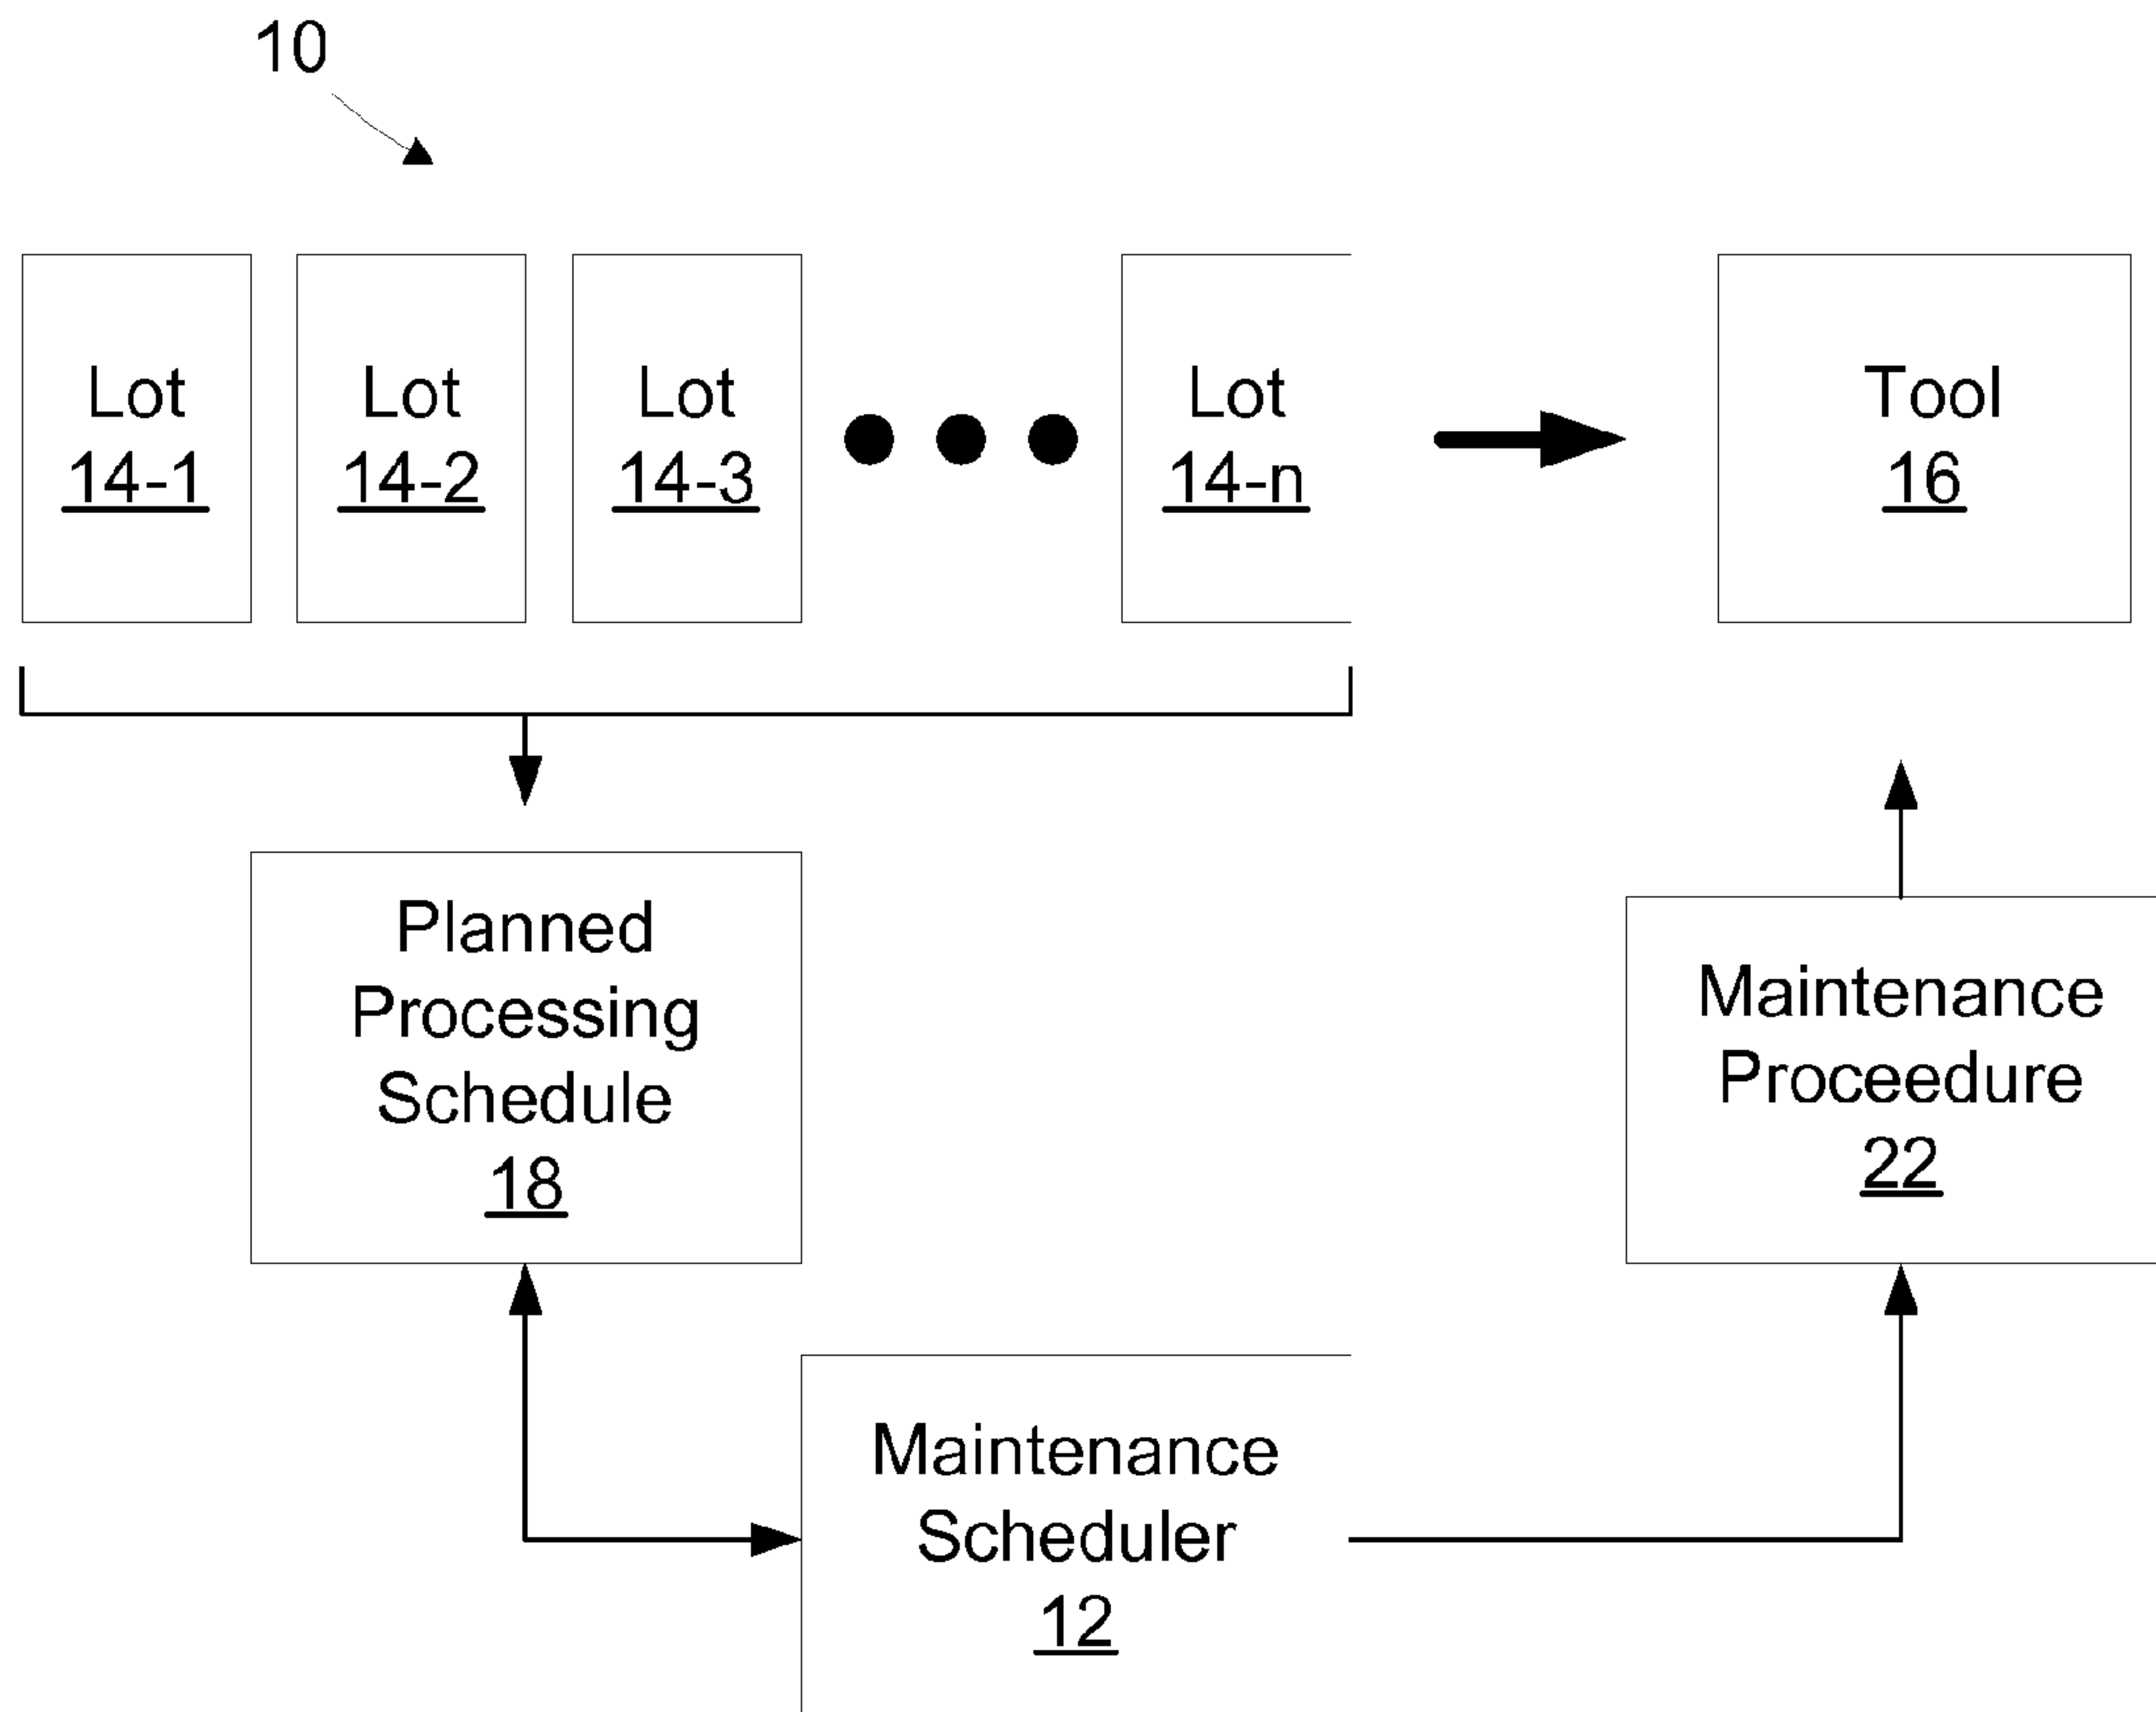 10
Lot
14-1
Lot
14-2
Lot
14-3
Lot
14-n
Tool
16
Planned
Processing
Schedule
18
Maintenance
Proceedure
22
Maintenance
Scheduler
12